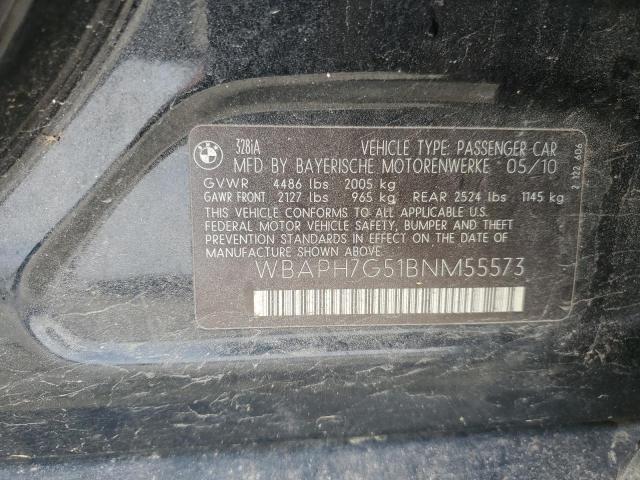 328iA VEHICLE TYPE: PASSENGER CAR
MFD BY BAYERISCHE MOTORENWERKE 05/10
GVWR 4486 lbs 2005 kg
GAWR FRONT 2127 lbs 965 kg REAR 2524 lbs 1145 kg
THIS VEHICLE CONFORMS TO ALL APPLICABLE U.S.
FEDERAL MOTOR VEHICLE SAFETY, BUMPER AND THEFT
PREVENTION STANDARDS IN EFFECT ON THE DATE OF
MANUFACTURE SHOWN ABOVE.
WBAPH7G51BNM55573